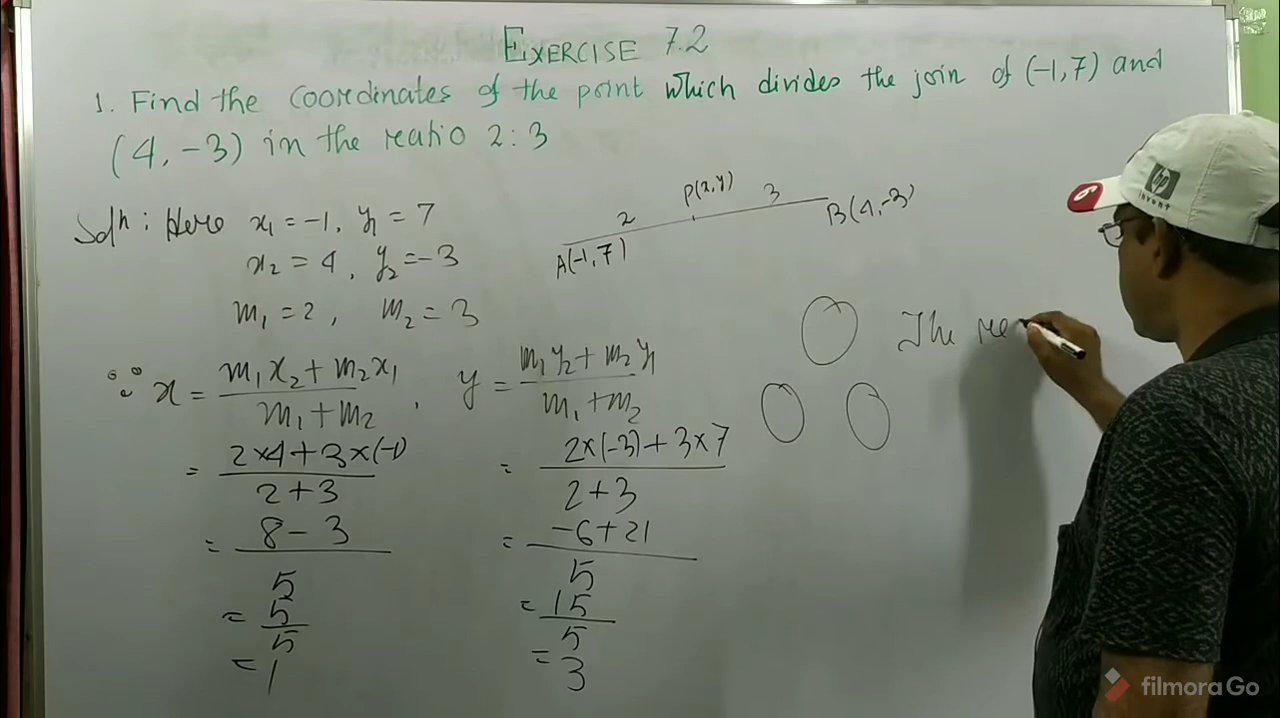 EXERCISE 7.2
1. Find the coordinates of the point which divides the join of (-1,7) and
(4, -3) in the ratio 2:3
Solⁿ: Here x₁ = -1, y₁ = 7
x₂ = 4, y₂ = -3
m₁ = 2, m₂ = 3
P(x,y)
2 3
A(-1,7) B(4,-3)
∴ x = (m₁x₂ + m₂x₁)/(m₁ + m₂), y = (m₁y₂ + m₂y₁)/(m₁ + m₂)
= (2×4+3×(-1))/(2+3) = (2×(-3)+3×7)/(2+3)
= (8-3)/5 = (-6+21)/5
= 5/5 = 15/5
= 1 = 3
The re
hp
invent
filmoraGo